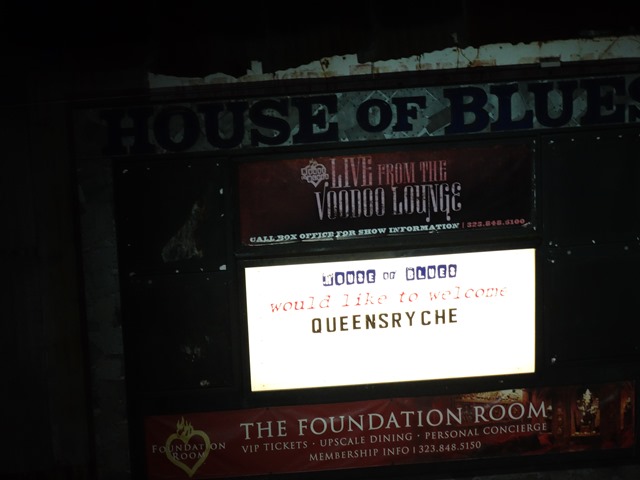 HOUSE OF BLUES
LIVE FROM THE
VOODOO LOUNGE
CALL BOX OFFICE FOR SHOW INFORMATION | 323.848.5100
HOUSE OF BLUES
would like to welcome
QUEENSRYCHE
FOUNDATION
ROOM
THE FOUNDATION ROOM
VIP TICKETS · UPSCALE DINING · PERSONAL CONCIERGE
MEMBERSHIP INFO | 323.848.5150